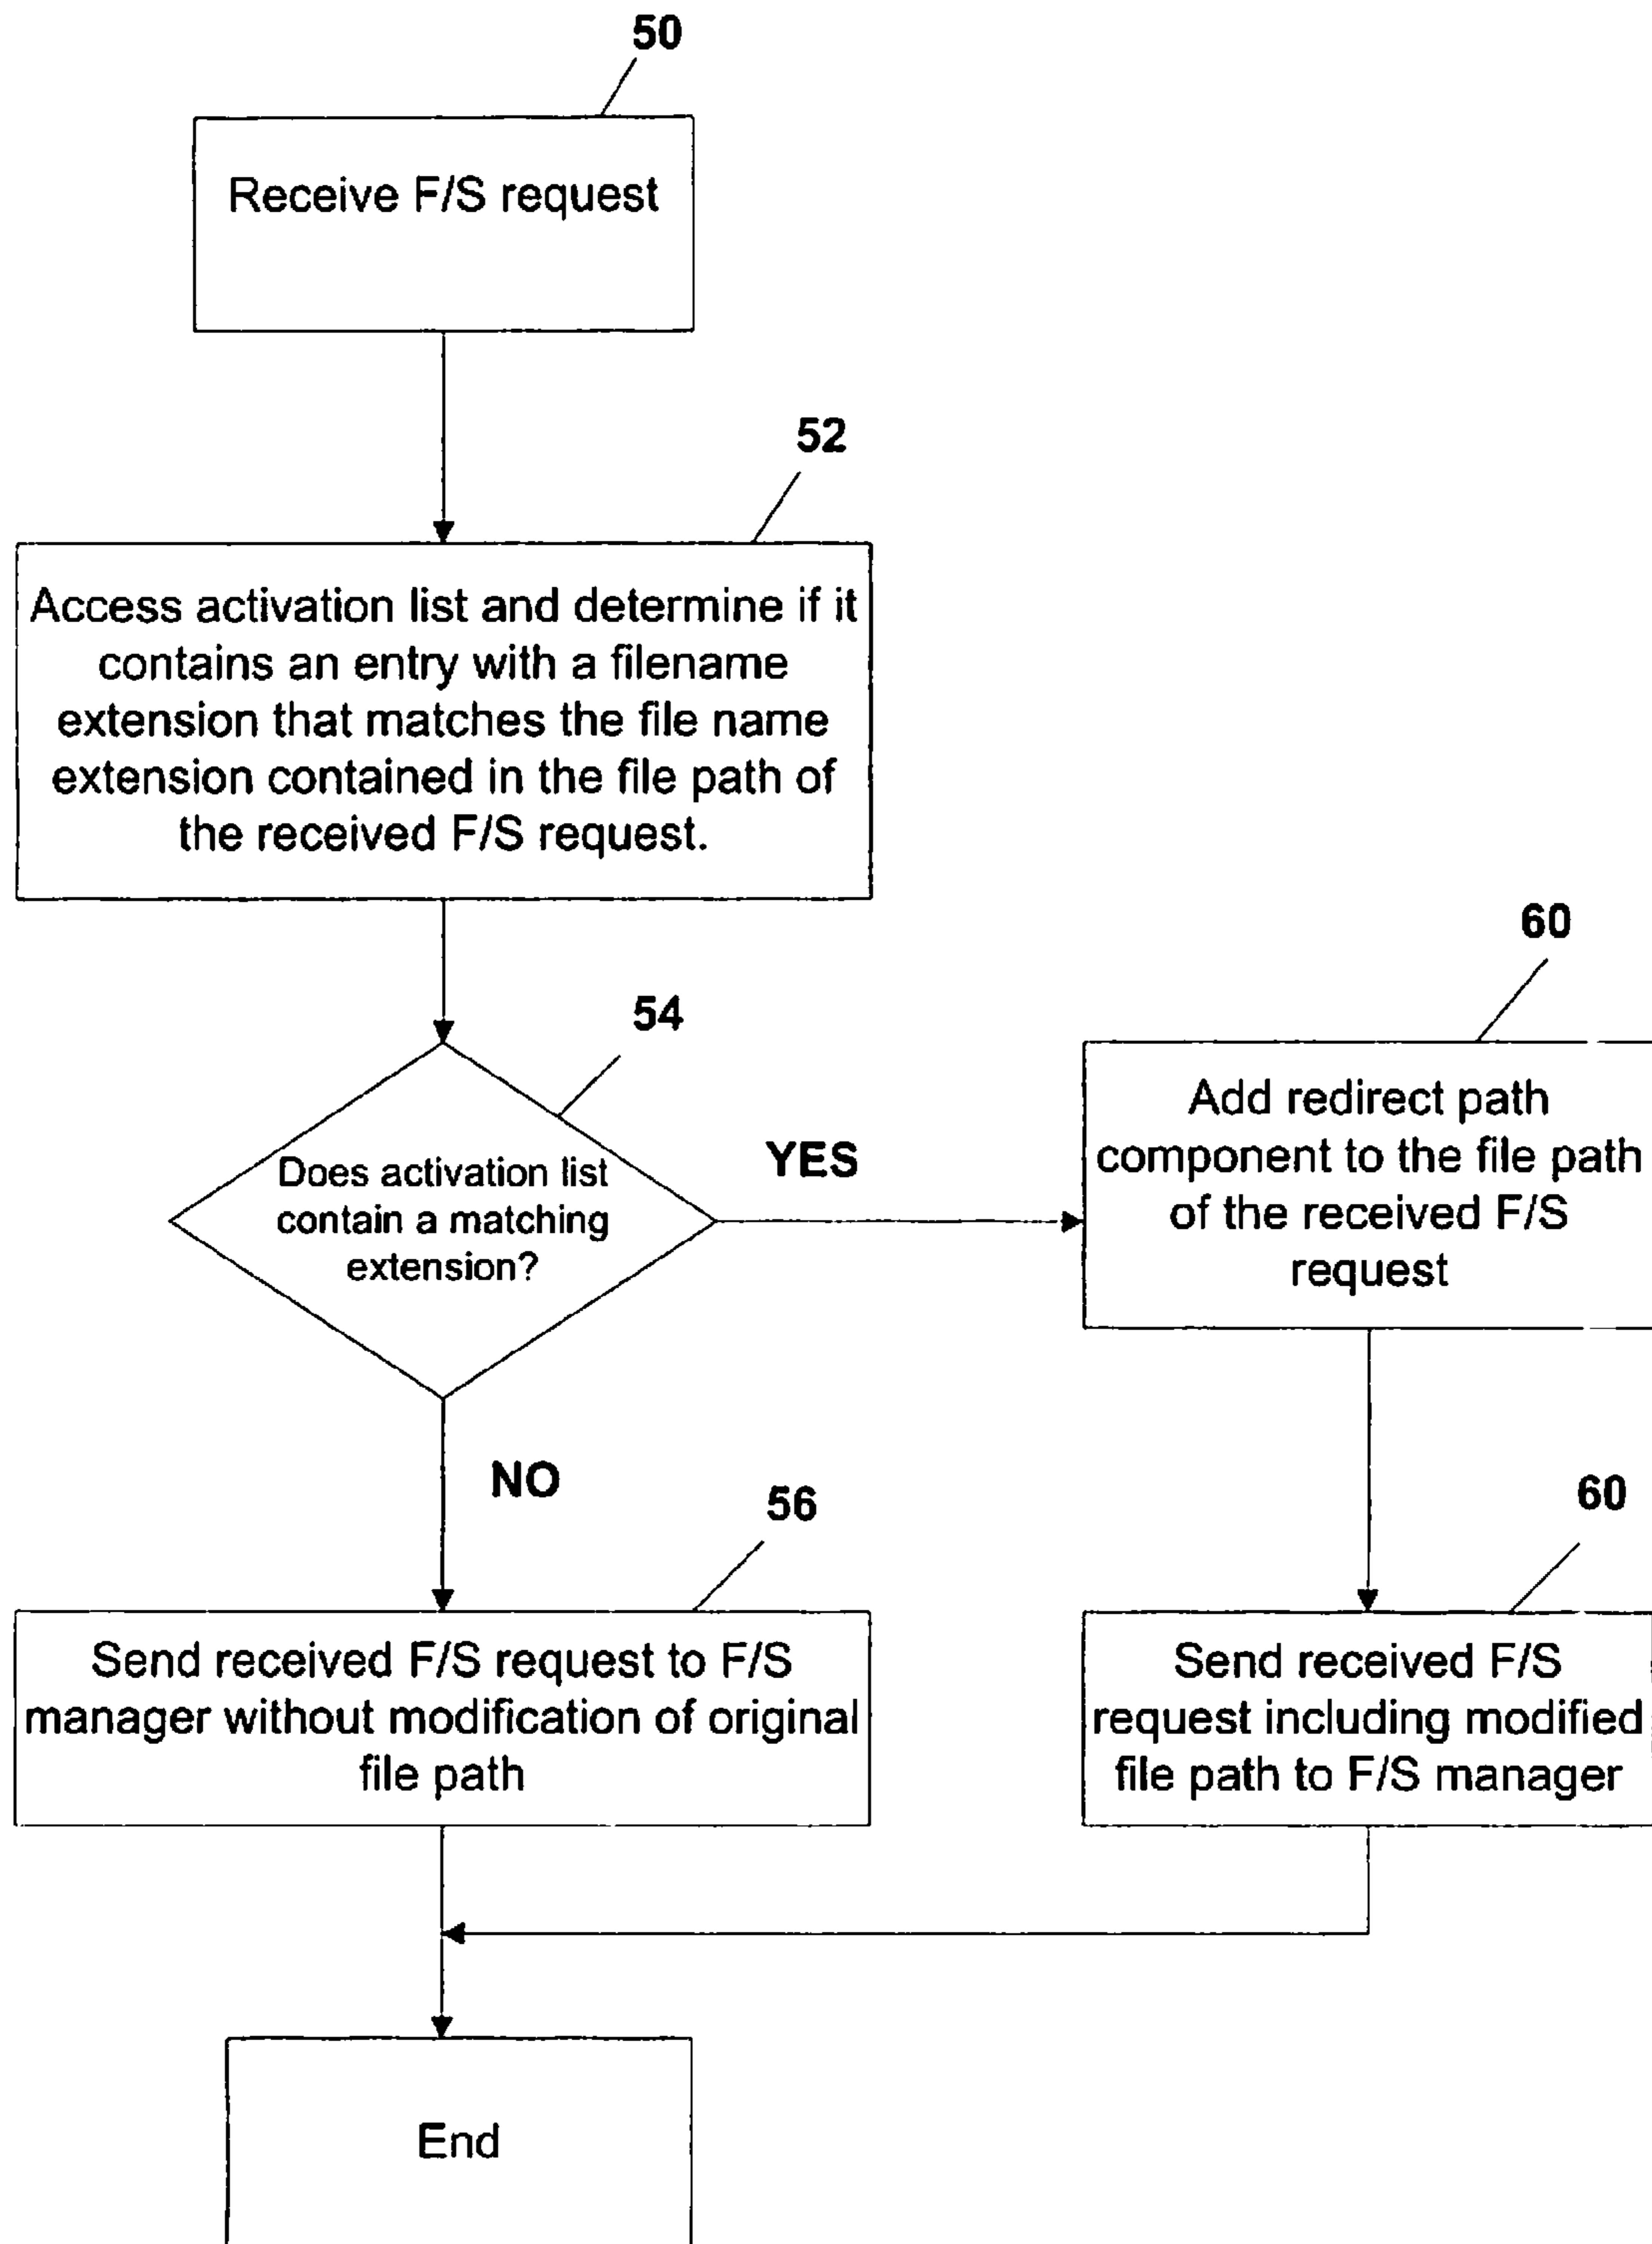 50
Receive F/S request
52
Access activation list and determine if it
contains an entry with a filename
extension that matches the file name
extension contained in the file path of
the received F/S request.
54
Does activation list
contain a matching
extension?
YES
60
Add redirect path
component to the file path
of the received F/S
request
NO
56
Send received F/S request to F/S
manager without modification of original
file path
60
Send received F/S
request including modified
file path to F/S manager
End